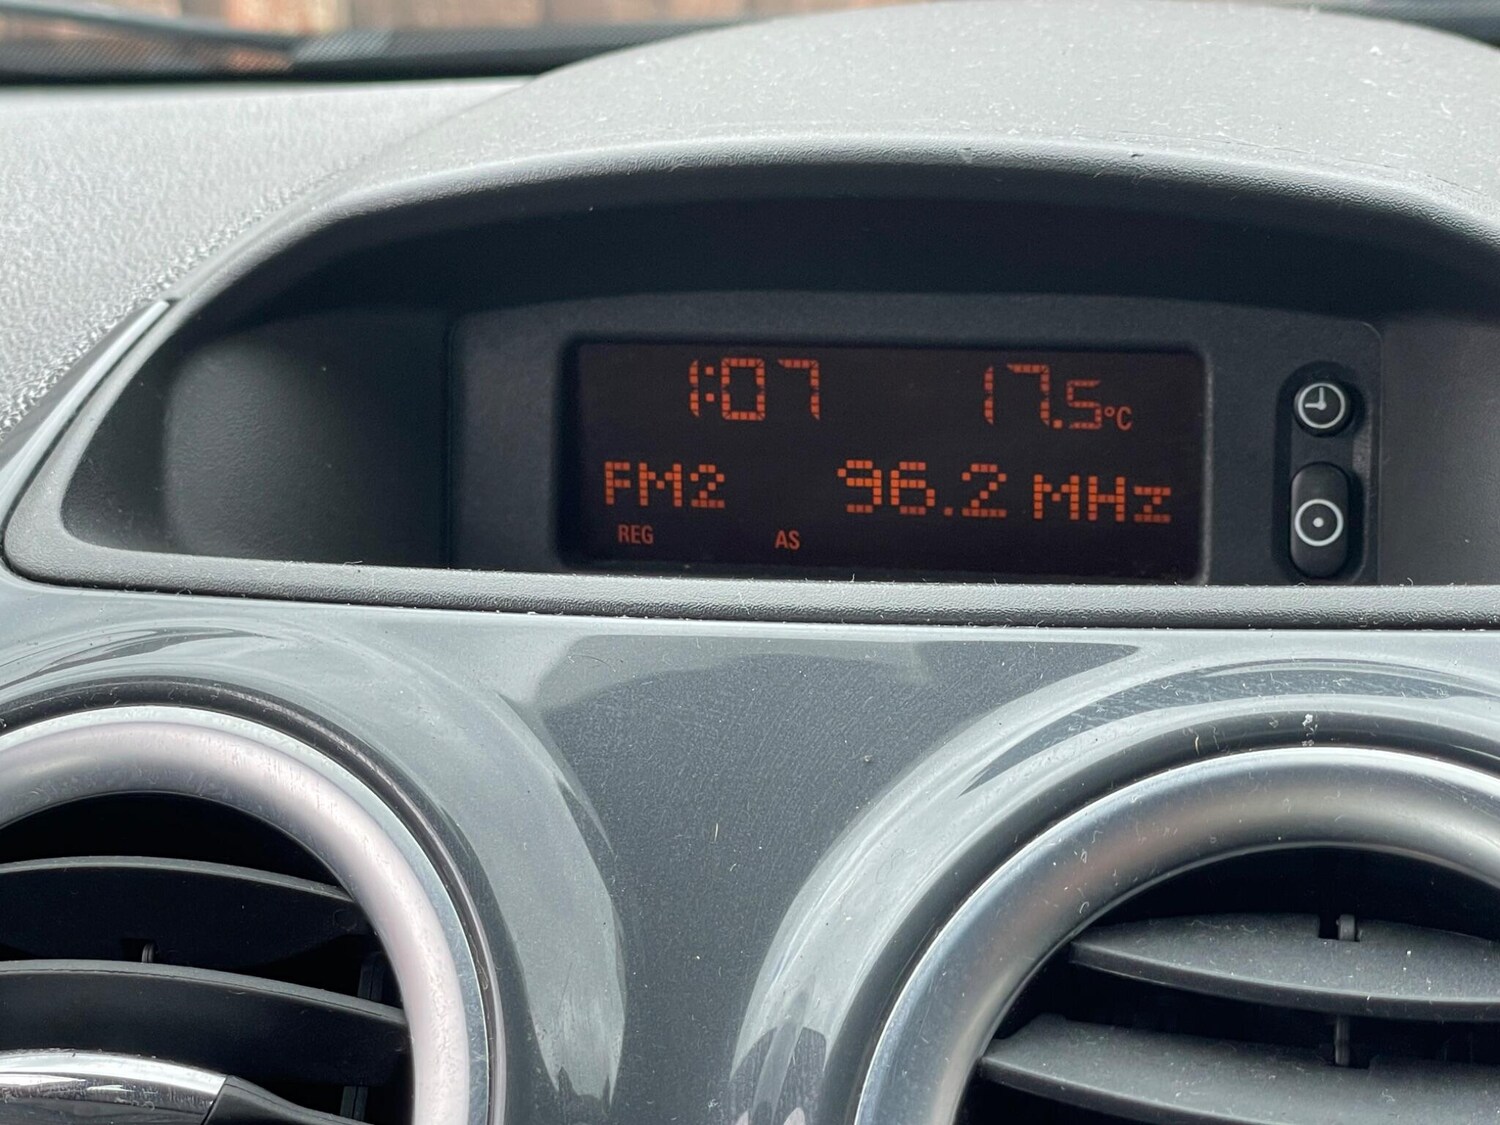 1:07 17.5°C
FM2 96.2 MHz
REG AS